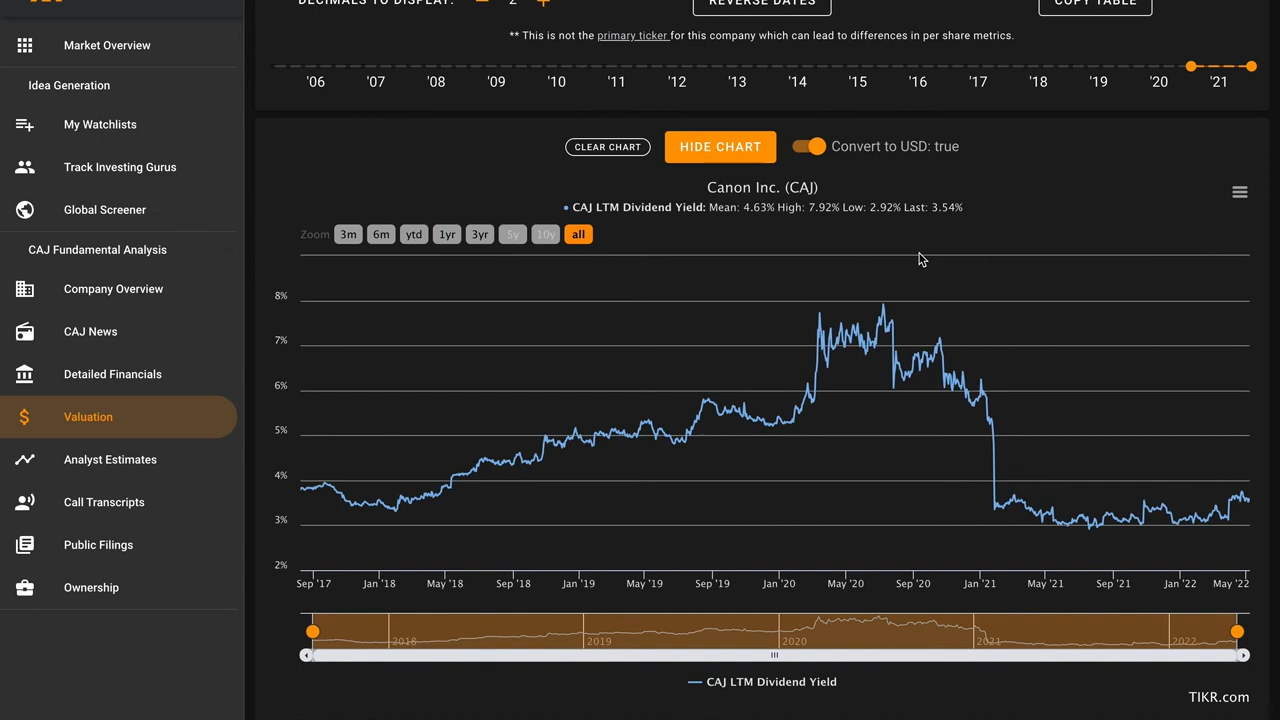 DECIMALS TO DISPLAY: − 2 + REVERSE DATES COPY TABLE
** This is not the primary ticker for this company which can lead to differences in per share metrics.
'06 '07 '08 '09 '10 '11 '12 '13 '14 '15 '16 '17 '18 '19 '20 '21
Market Overview
Idea Generation
My Watchlists
Track Investing Gurus
Global Screener
CAJ Fundamental Analysis
Company Overview
CAJ News
Detailed Financials
$ Valuation
Analyst Estimates
Call Transcripts
Public Filings
Ownership
CLEAR CHART HIDE CHART Convert to USD: true
Canon Inc. (CAJ)
CAJ LTM Dividend Yield: Mean: 4.63% High: 7.92% Low: 2.92% Last: 3.54%
Zoom 3m 6m ytd 1yr 3yr 5y 10y all
8%
7%
6%
5%
4%
3%
2%
Sep '17 Jan '18 May '18 Sep '18 Jan '19 May '19 Sep '19 Jan '20 May '20 Sep '20 Jan '21 May '21 Sep '21 Jan '22 May '22
2018 2019 2020 2021 2022
CAJ LTM Dividend Yield
TIKR.com